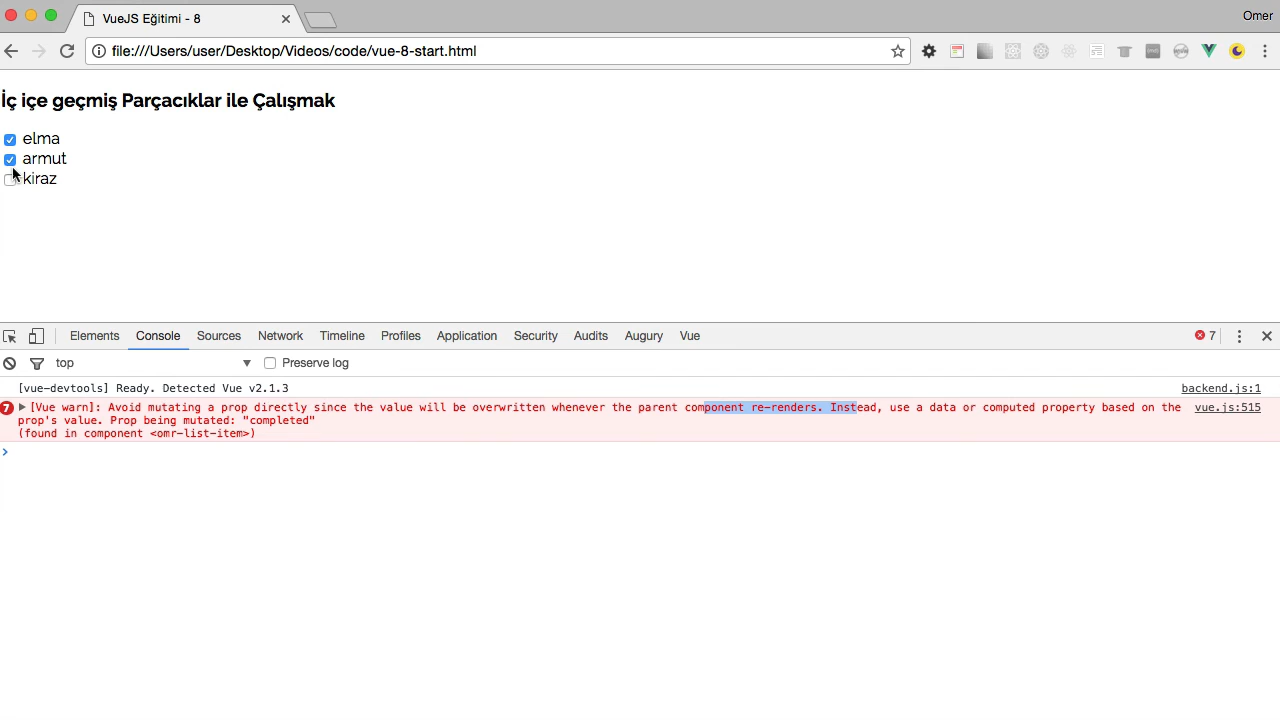 VueJS Eğitimi - 8
Omer
file:///Users/user/Desktop/Videos/code/vue-8-start.html
İç içe geçmiş Parçacıklar ile Çalışmak
elma
armut
kiraz
Elements Console Sources Network Timeline Profiles Application Security Audits Augury Vue 7
top Preserve log
[vue-devtools] Ready. Detected Vue v2.1.3 backend.js:1
7 [Vue warn]: Avoid mutating a prop directly since the value will be overwritten whenever the parent component re-renders. Instead, use a data or computed property based on the vue.js:515
prop's value. Prop being mutated: "completed"
(found in component <omr-list-item>)